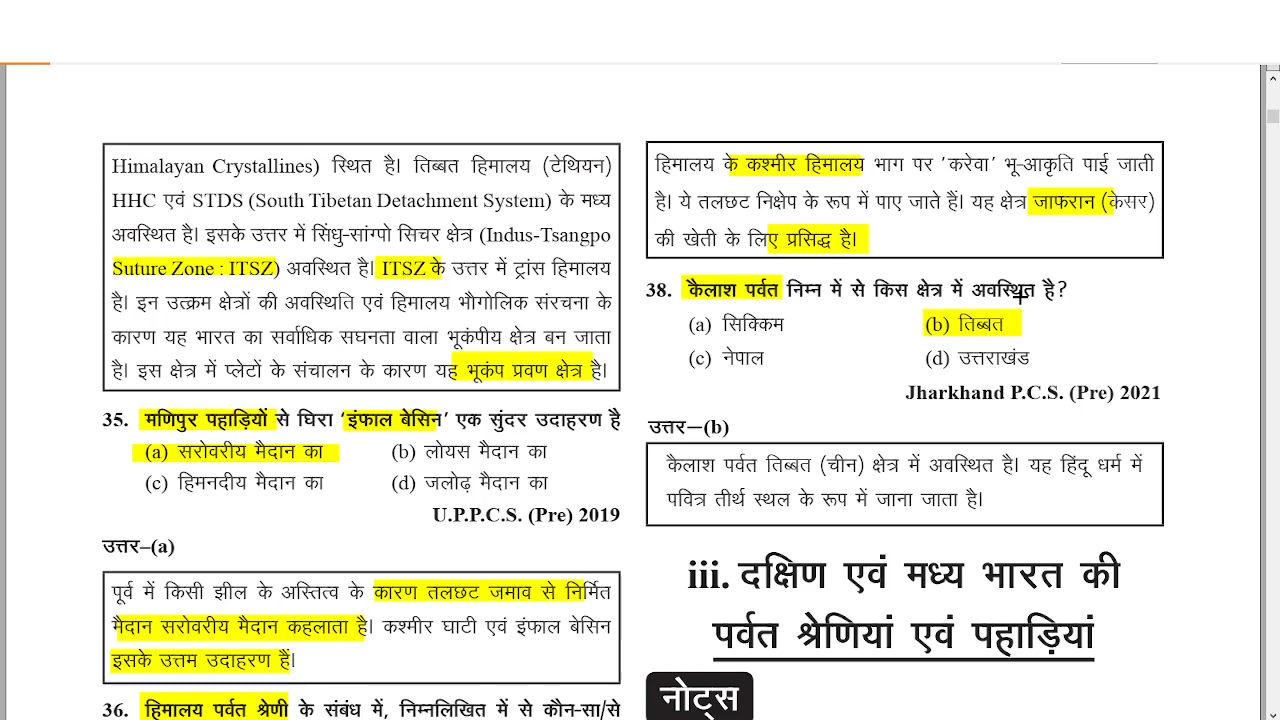 Himalayan Crystallines) स्थित है। तिब्बत हिमालय (टेथियन)
HHC एवं STDS (South Tibetan Detachment System) के मध्य
अवस्थित है। इसके उत्तर में सिंधु-सांग्पो सिचर क्षेत्र (Indus-Tsangpo
Suture Zone : ITSZ) अवस्थित है। ITSZ के उत्तर में ट्रांस हिमालय
है। इन उत्क्रम क्षेत्रों की अवस्थिति एवं हिमालय भौगोलिक संरचना के
कारण यह भारत का सर्वाधिक सघनता वाला भूकंपीय क्षेत्र बन जाता
है। इस क्षेत्र में प्लेटों के संचालन के कारण यह भूकंप प्रवण क्षेत्र है।
35. मणिपुर पहाड़ियों से घिरा ‘इंफाल बेसिन’ एक सुंदर उदाहरण है
(a) सरोवरीय मैदान का (b) लोयस मैदान का
(c) हिमनदीय मैदान का (d) जलोढ़ मैदान का
U.P.P.C.S. (Pre) 2019
उत्तर–(a)
पूर्व में किसी झील के अस्तित्व के कारण तलछट जमाव से निर्मित
मैदान सरोवरीय मैदान कहलाता है। कश्मीर घाटी एवं इंफाल बेसिन
इसके उत्तम उदाहरण हैं।
36. हिमालय पर्वत श्रेणी के संबंध में, निम्नलिखित में से कौन-सा/से
हिमालय के कश्मीर हिमालय भाग पर ‘करेवा’ भू-आकृति पाई जाती
है। ये तलछट निक्षेप के रूप में पाए जाते हैं। यह क्षेत्र जाफरान (केसर)
की खेती के लिए प्रसिद्ध है।
38. कैलाश पर्वत निम्न में से किस क्षेत्र में अवस्थित है?
(a) सिक्किम (b) तिब्बत
(c) नेपाल (d) उत्तराखंड
Jharkhand P.C.S. (Pre) 2021
उत्तर–(b)
कैलाश पर्वत तिब्बत (चीन) क्षेत्र में अवस्थित है। यह हिंदू धर्म में
पवित्र तीर्थ स्थल के रूप में जाना जाता है।
iii. दक्षिण एवं मध्य भारत की
पर्वत श्रेणियां एवं पहाड़ियां
नोट्स